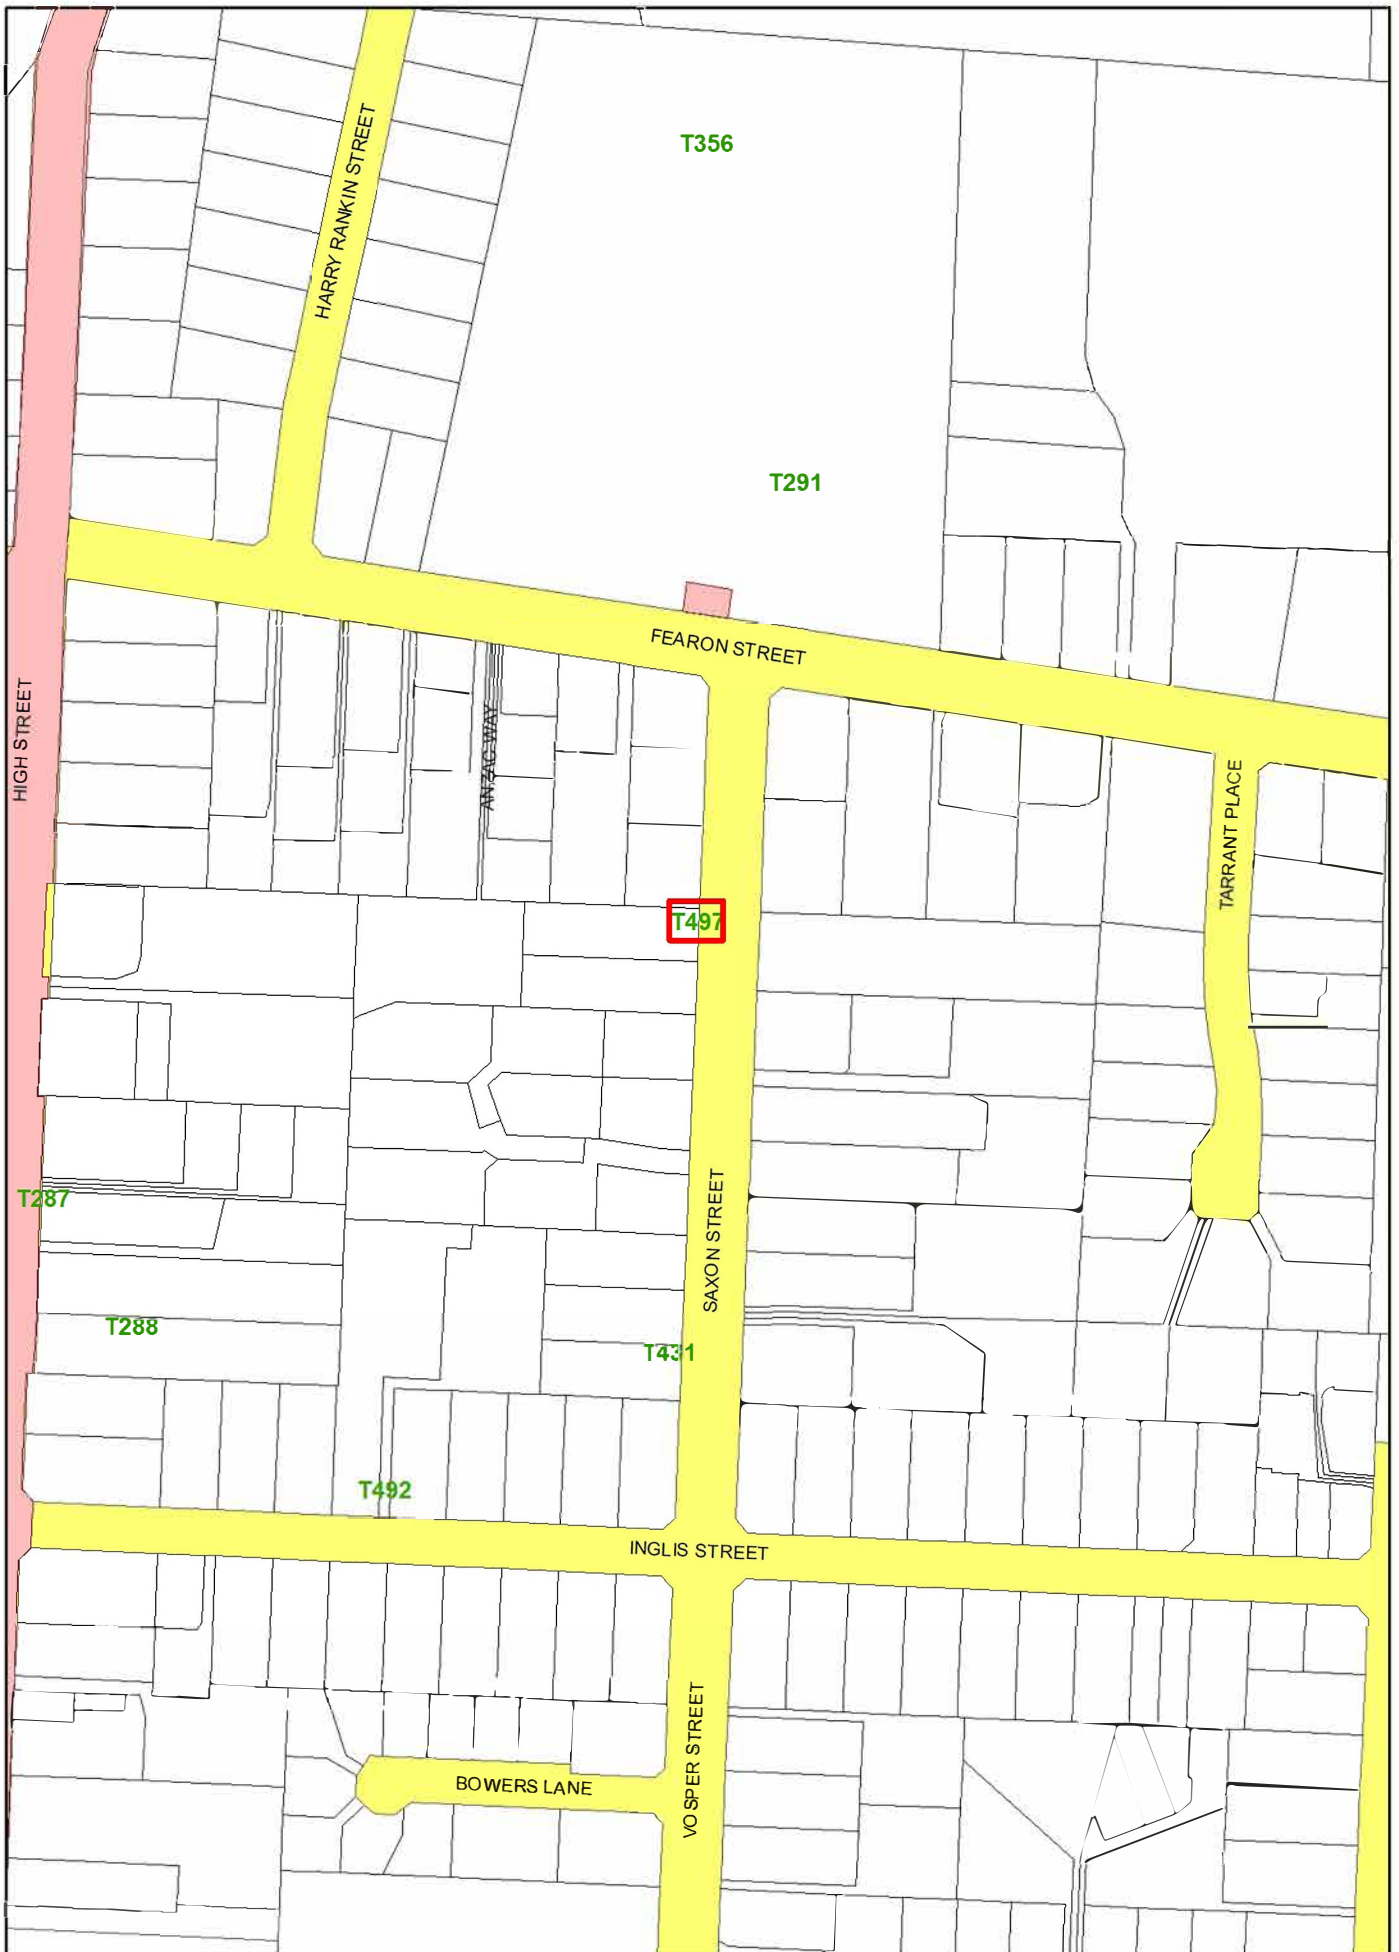 T356
HARRY RANKIN STREET
T291
FEARON STREET
HIGH STREET
ANZAC WAY
TARRANT PLACE
T497
T287
SAXON STREET
T288
T431
T492
INGLIS STREET
VOSPER STREET
BOWERS LANE